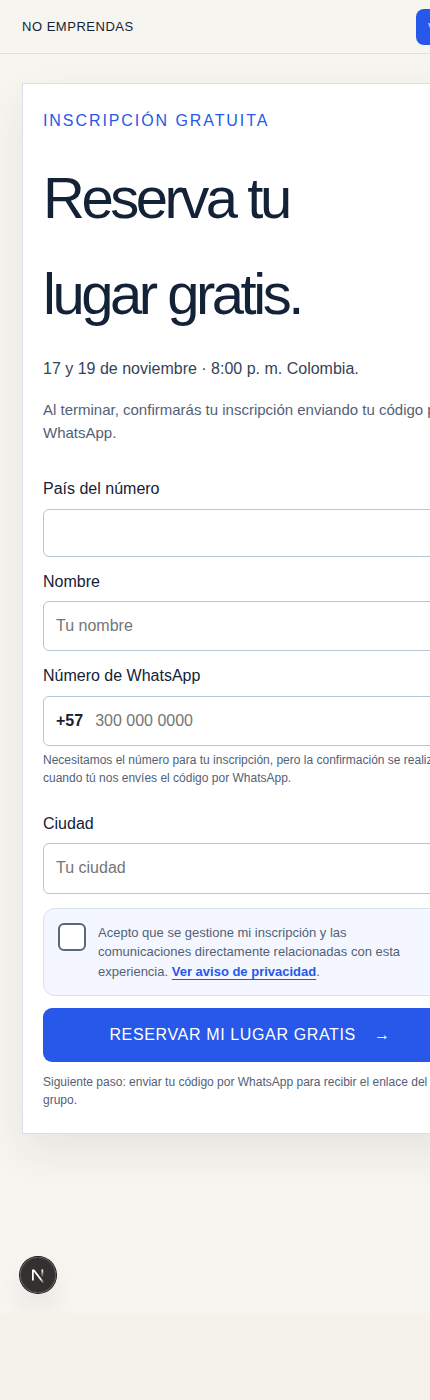 NO EMPRENDAS
INSCRIPCIÓN GRATUITA
Reserva tu
lugar gratis.
17 y 19 de noviembre · 8:00 p. m. Colombia.
Al terminar, confirmarás tu inscripción enviando tu código
WhatsApp.
País del número
Nombre
Tu nombre
Número de WhatsApp
+57 300 000 0000
Necesitamos el número para tu inscripción, pero la confirmación se
cuando tú nos envíes el código por WhatsApp.
Ciudad
Tu ciudad
Acepto que se gestione mi inscripción y las
comunicaciones directamente relacionadas con esta
experiencia. Ver aviso de privacidad.
RESERVAR MI LUGAR GRATIS →
Siguiente paso: enviar tu código por WhatsApp para recibir el enlace del
grupo.
N